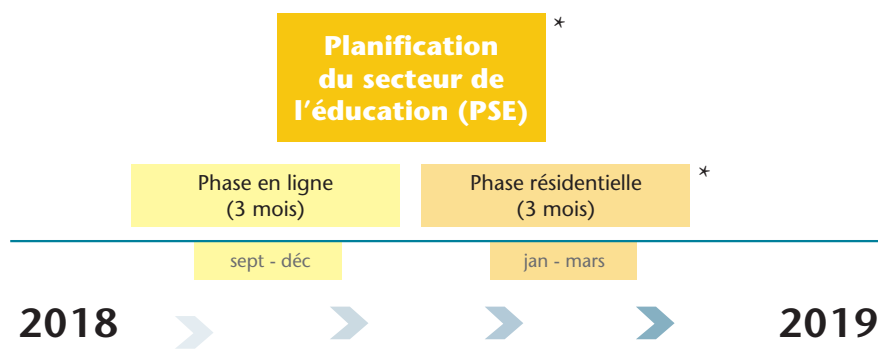 Planification
du secteur de
l’éducation (PSE)
*
Phase en ligne
(3 mois)
Phase résidentielle
(3 mois)
*
sept - déc
jan - mars
2018
2019